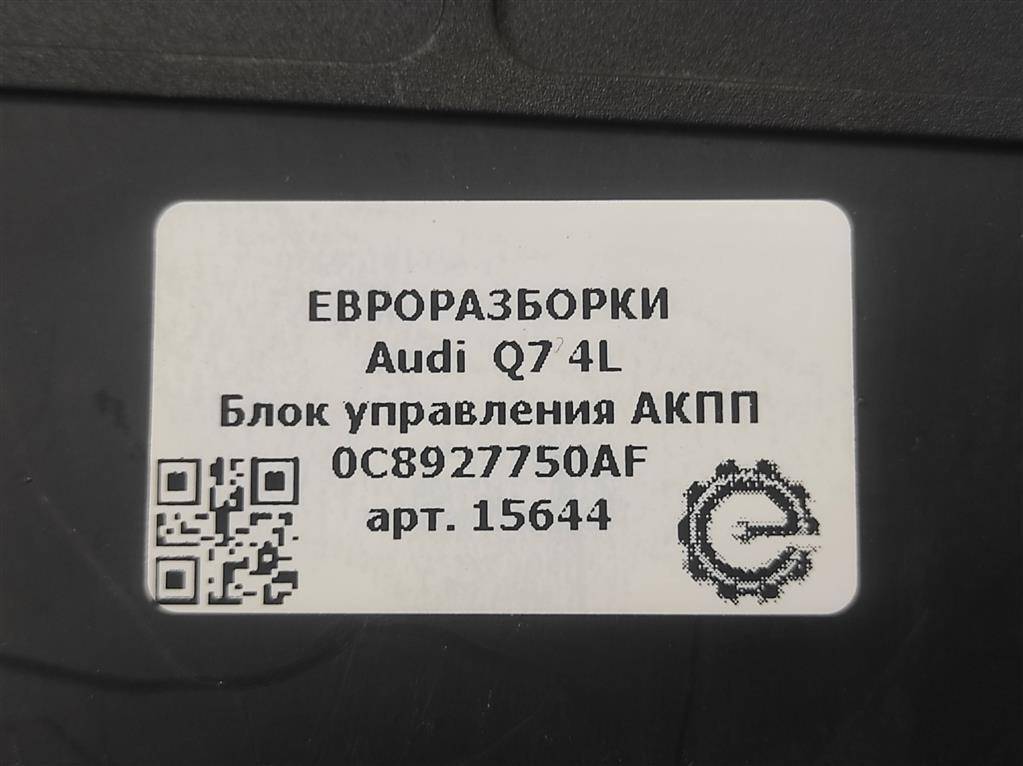 ЕВРОРАЗБОРКИ
Audi Q7 4L
Блок управления АКПП
0C8927750AF
арт. 15644